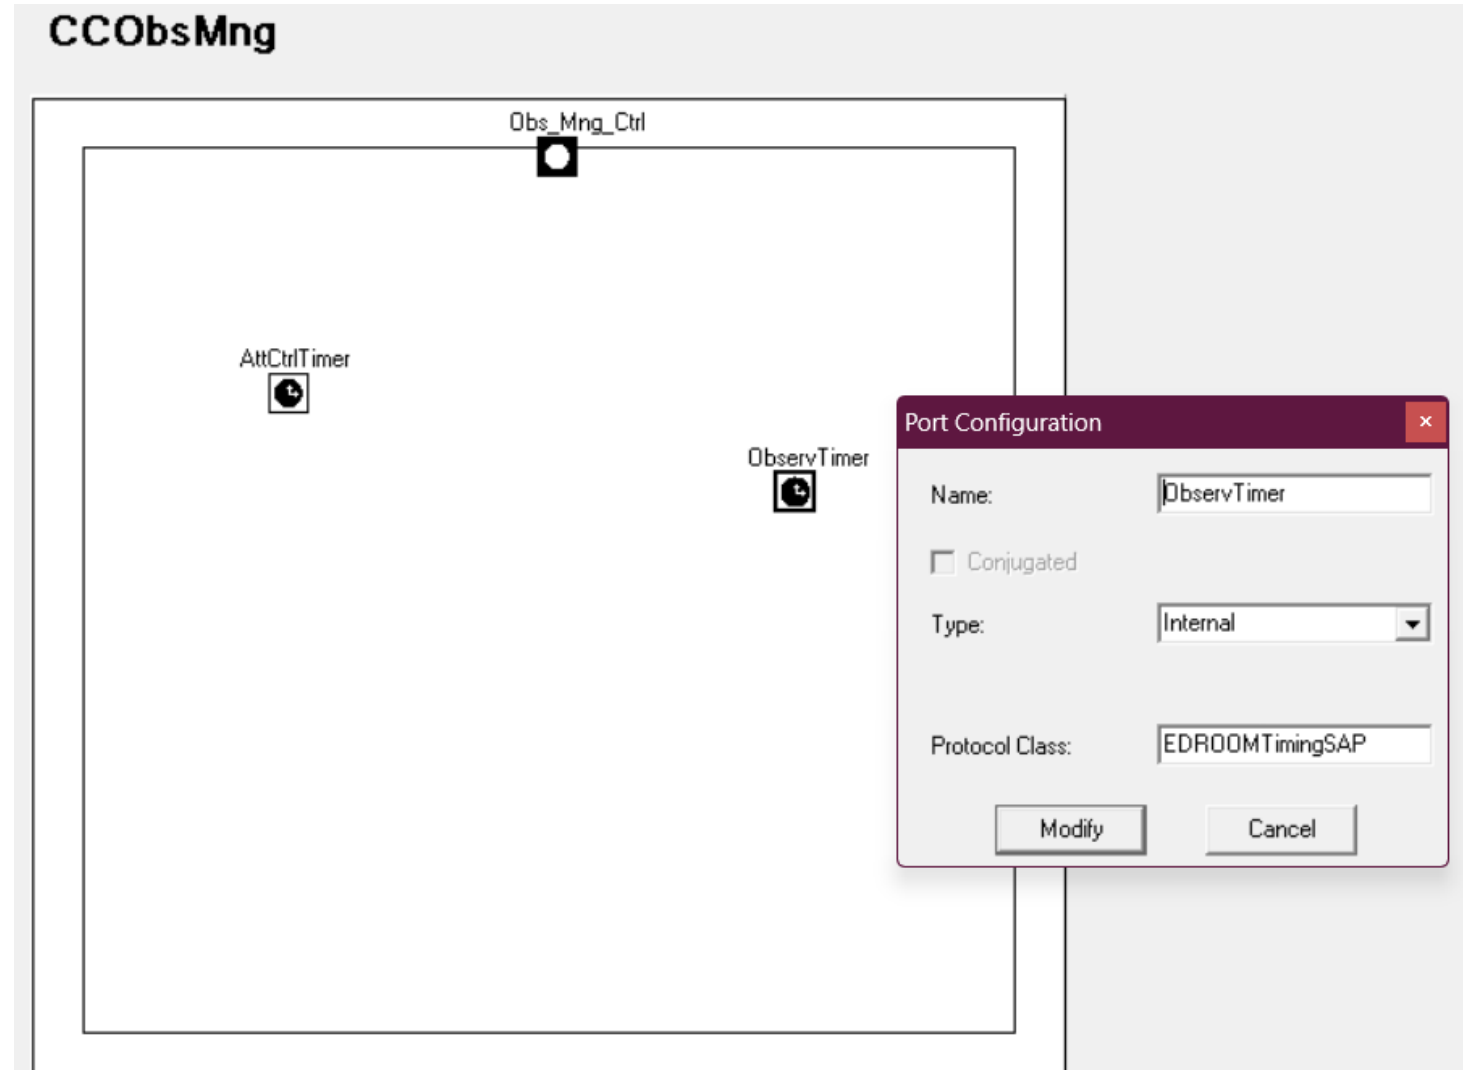 CCObsMng
Obs_Mng_Ctrl
AttCtrlTimer
ObservTimer
Port Configuration
Name:
ObservTimer
Conjugated
Type:
Internal
Protocol Class:
EDROOMTimingSAP
Modify
Cancel